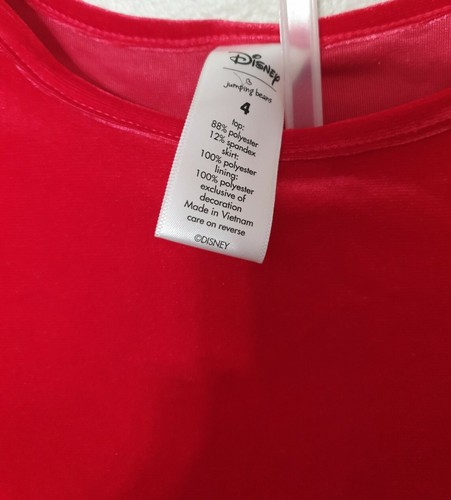 Disney
jumping beans
4
top:
88% polyester
12% spandex
skirt:
100% polyester
lining:
100% polyester
exclusive of
decoration
Made in Vietnam
care on reverse
©DISNEY